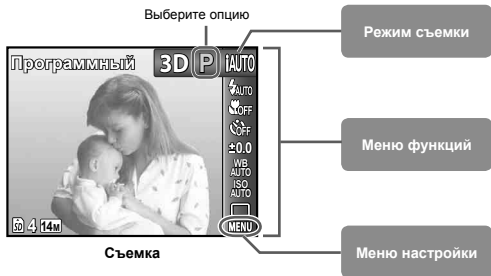 Выберите опцию
Режим съемки
Программный 3D P iAUTO
AUTO
OFF
OFF
±0.0
WB
AUTO
ISO
AUTO
Меню функций
4 14M
MENU
Съемка
Меню настройки